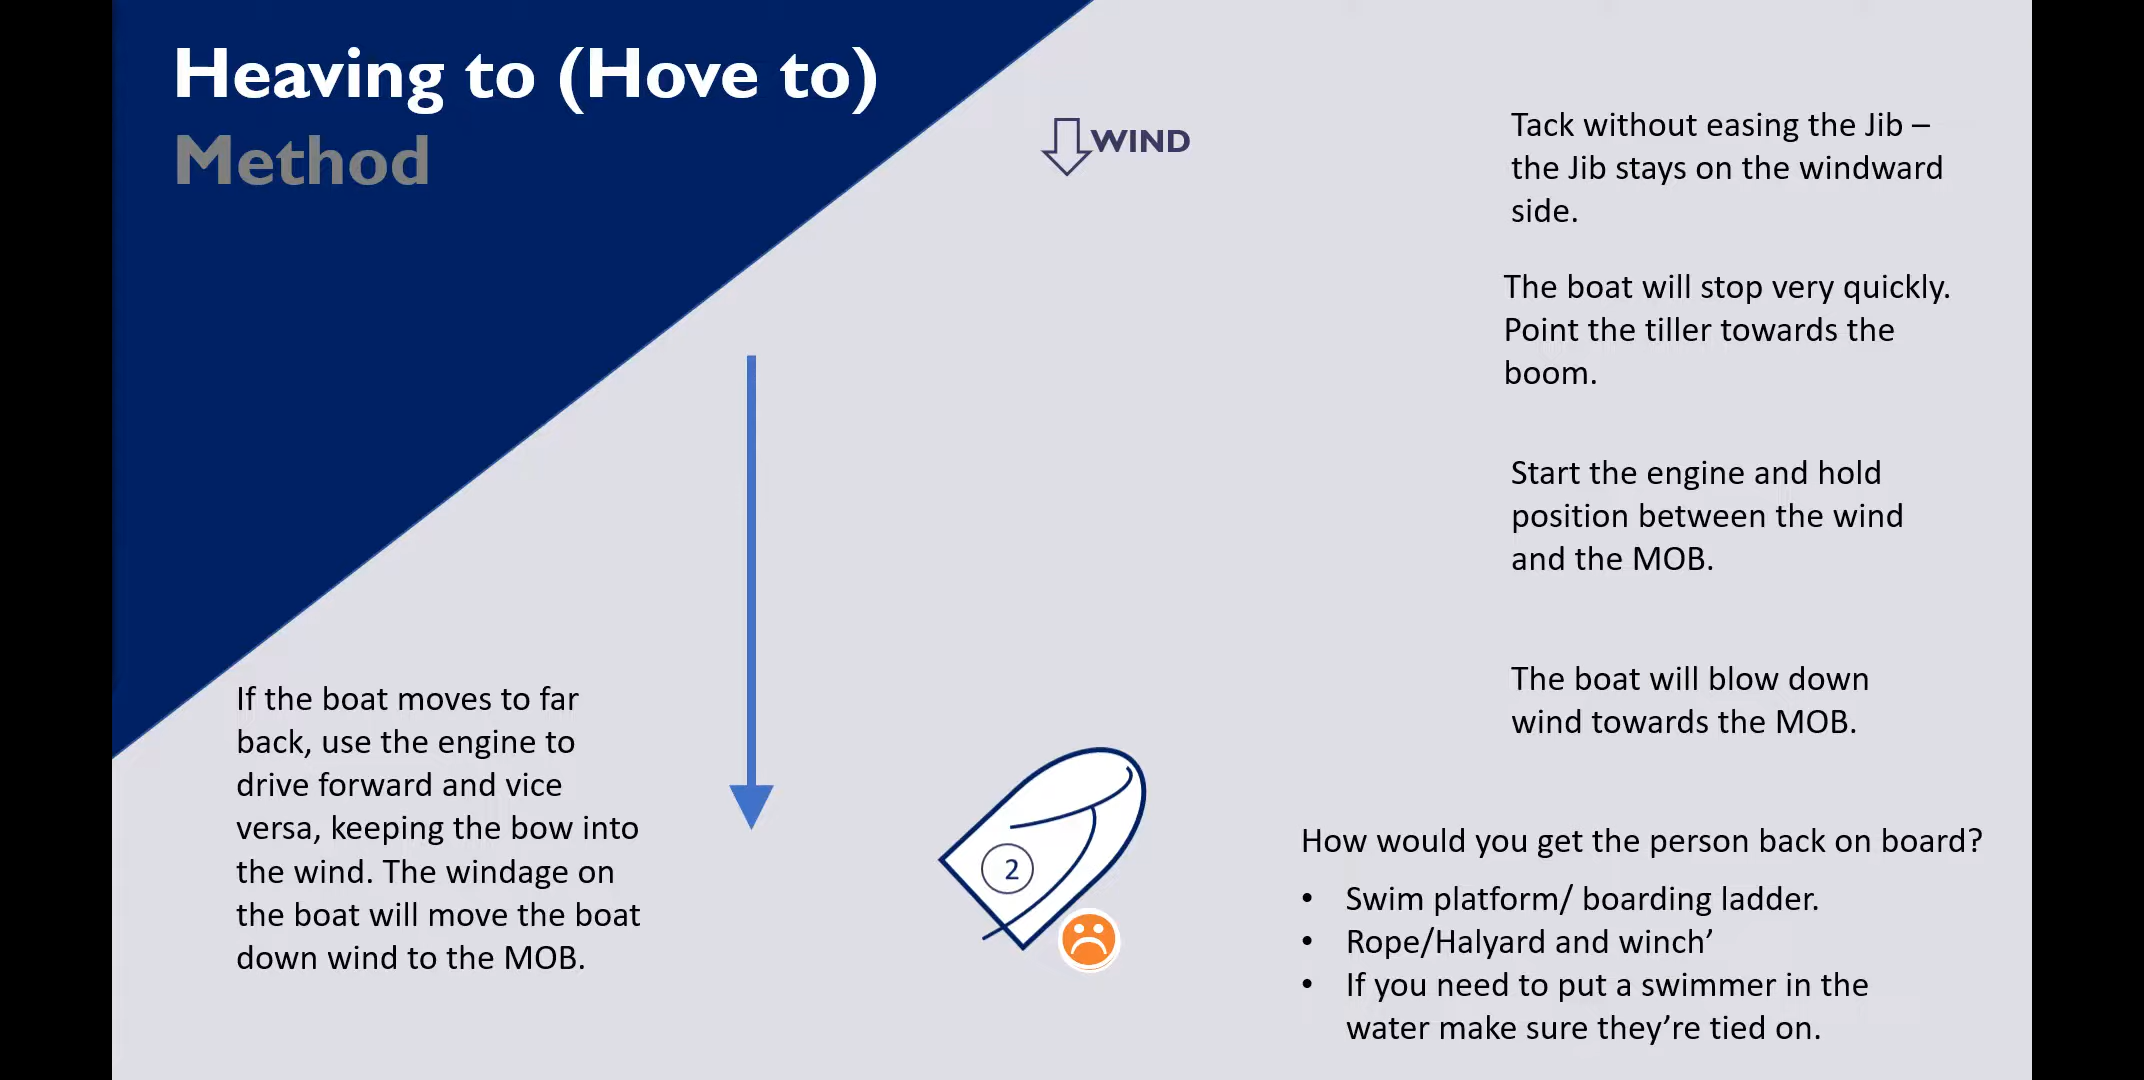 Heaving to (Hove to)
Method
WIND
Tack without easing the Jib –
the Jib stays on the windward
side.
The boat will stop very quickly.
Point the tiller towards the
boom.
Start the engine and hold
position between the wind
and the MOB.
The boat will blow down
wind towards the MOB.
If the boat moves to far
back, use the engine to
drive forward and vice
versa, keeping the bow into
the wind. The windage on
the boat will move the boat
down wind to the MOB.
2
How would you get the person back on board?
• Swim platform/ boarding ladder.
• Rope/Halyard and winch’
• If you need to put a swimmer in the
water make sure they’re tied on.